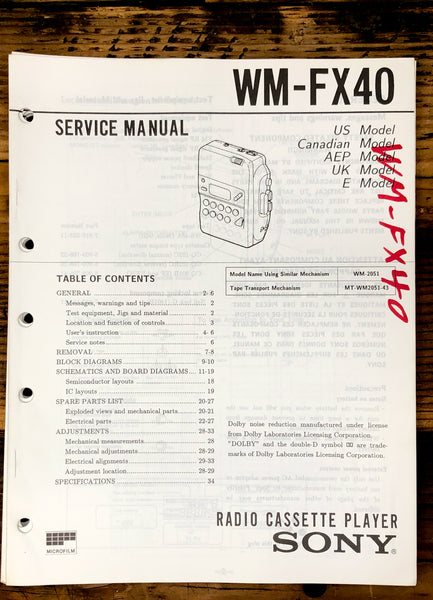 WM-FX40
SERVICE MANUAL
US Model
Canadian Model
AEP Model
UK Model
E Model
WM-FX40
TABLE OF CONTENTS
GENERAL 2- 6
Messages, warning and tips 2
Test equipment, Jigs and material 2
Location and function of controls 3
User's instruction 4- 6
Service notes 6
REMOVAL 7-8
BLOCK DIAGRAMS 9-10
SCHEMATICS AND BOARD DIAGRAMS 11-19
Semiconductor layouts 18
IC layouts 19
SPARE PARTS LIST 20-27
Exploded views and mechanical parts 20-21
Electrical parts 22-27
ADJUSTMENTS 28-33
Mechanical measurements 28
Mechanical adjustments 28-29
Electrical alignments 29-33
Adjustment location 28-29
SPECIFICATIONS 34
Model Name Using Similar Mechanism WM-2051
Tape Transport Mechanism MT-WM2051-43
Dolby noise reduction manufactured under license
from Dolby Laboratories Licensing Corporation.
"DOLBY" and the double-D symbol are trade-
marks of Dolby Laboratories Licensing Corporation.
MICROFILM
RADIO CASSETTE PLAYER
SONY®